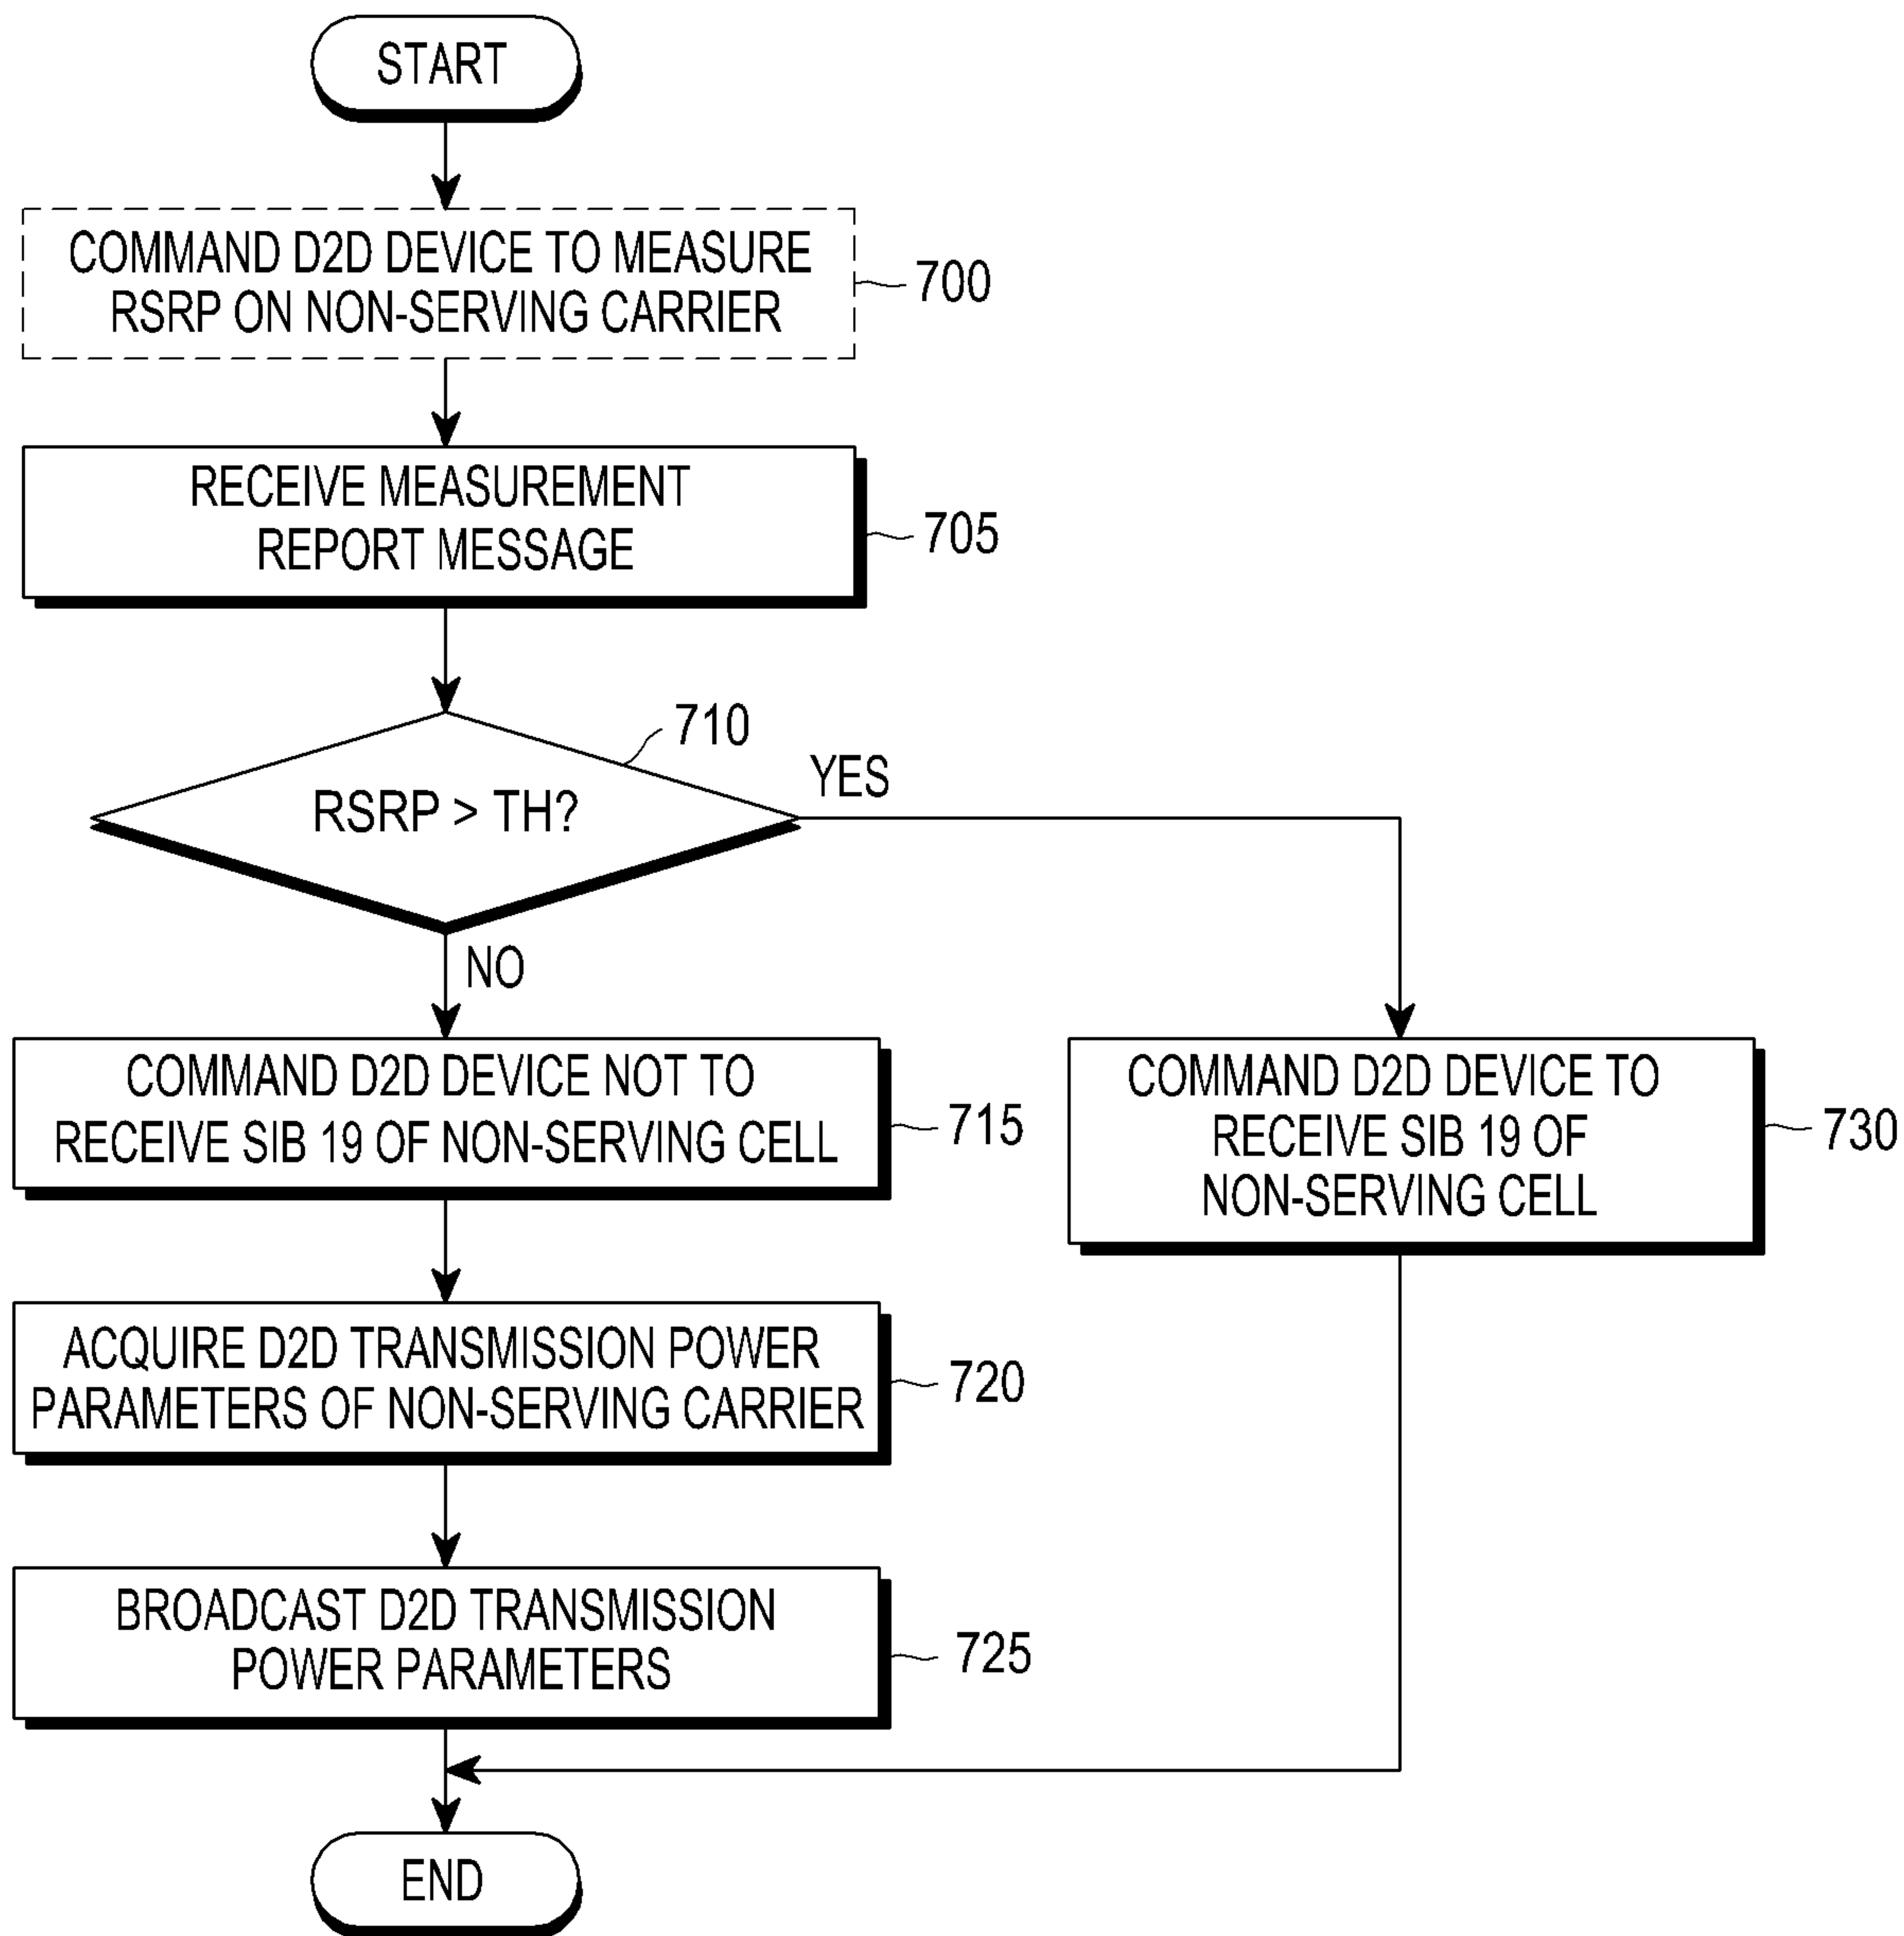 START
COMMAND D2D DEVICE TO MEASURE
RSRP ON NON-SERVING CARRIER
700
RECEIVE MEASUREMENT
REPORT MESSAGE
705
710
RSRP > TH?
YES
NO
COMMAND D2D DEVICE NOT TO
RECEIVE SIB 19 OF NON-SERVING CELL
715
COMMAND D2D DEVICE TO
RECEIVE SIB 19 OF
NON-SERVING CELL
730
ACQUIRE D2D TRANSMISSION POWER
PARAMETERS OF NON-SERVING CARRIER
720
BROADCAST D2D TRANSMISSION
POWER PARAMETERS
725
END